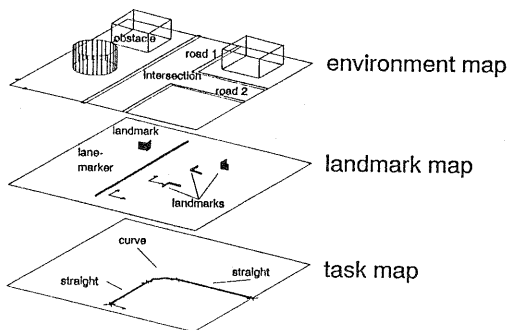 obstacle
road 1
intersection
road 2
environment map
landmark
lane-
marker
landmarks
landmark map
curve
straight
straight
task map